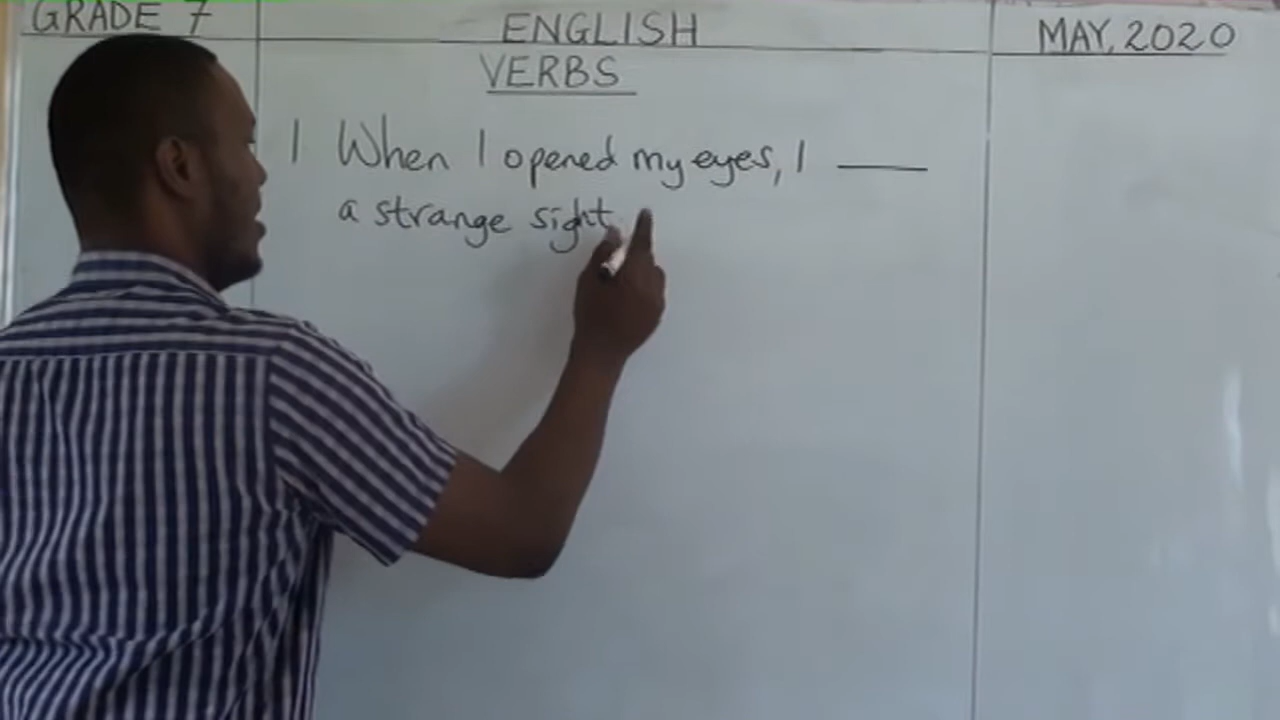 GRADE 7
ENGLISH
MAY, 2020
VERBS
1 When I opened my eyes, I ____
a strange sight